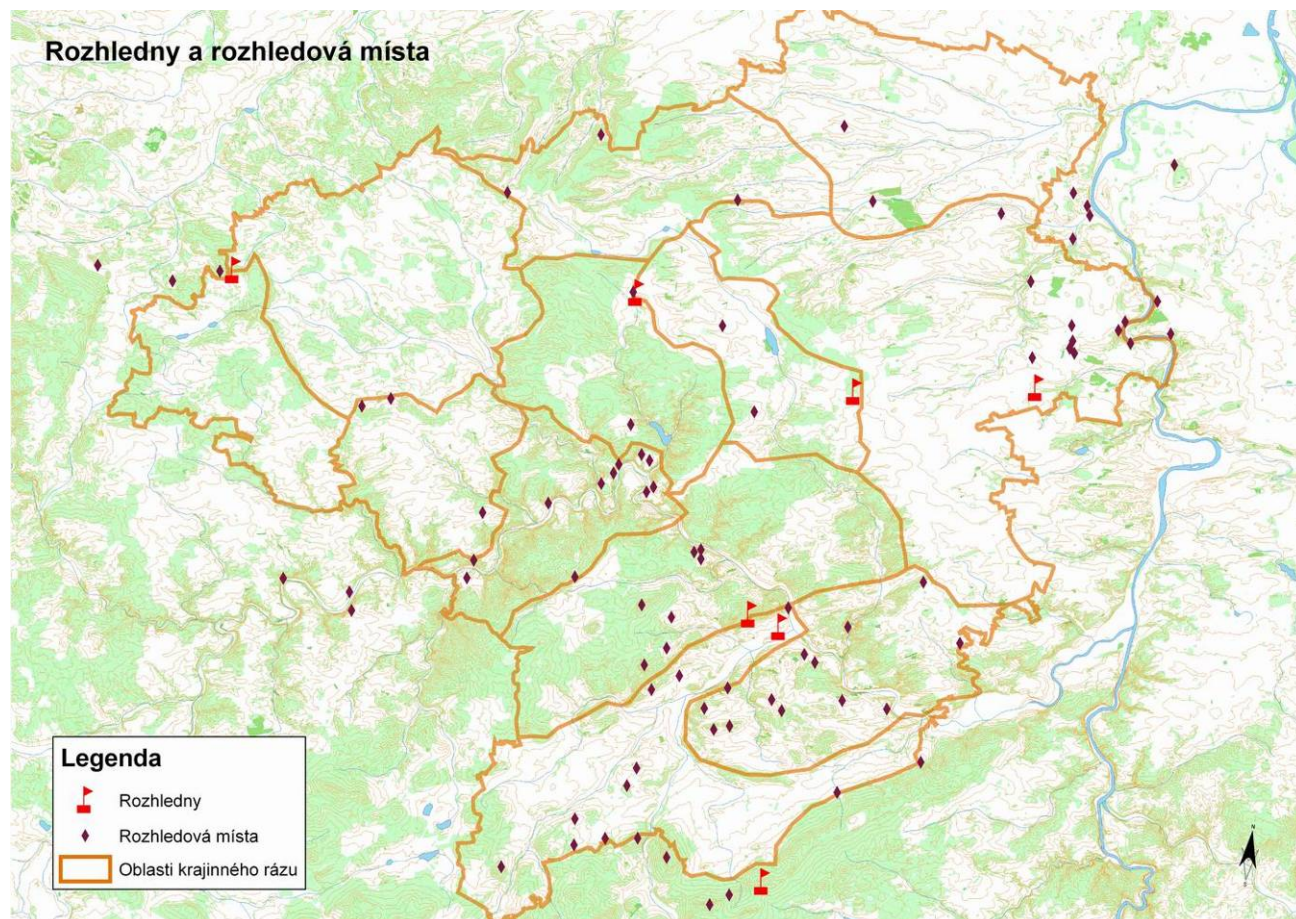 Rozhledny a rozhledová místa
Legenda
Rozhledny
Rozhledová místa
Oblasti krajinného rázu